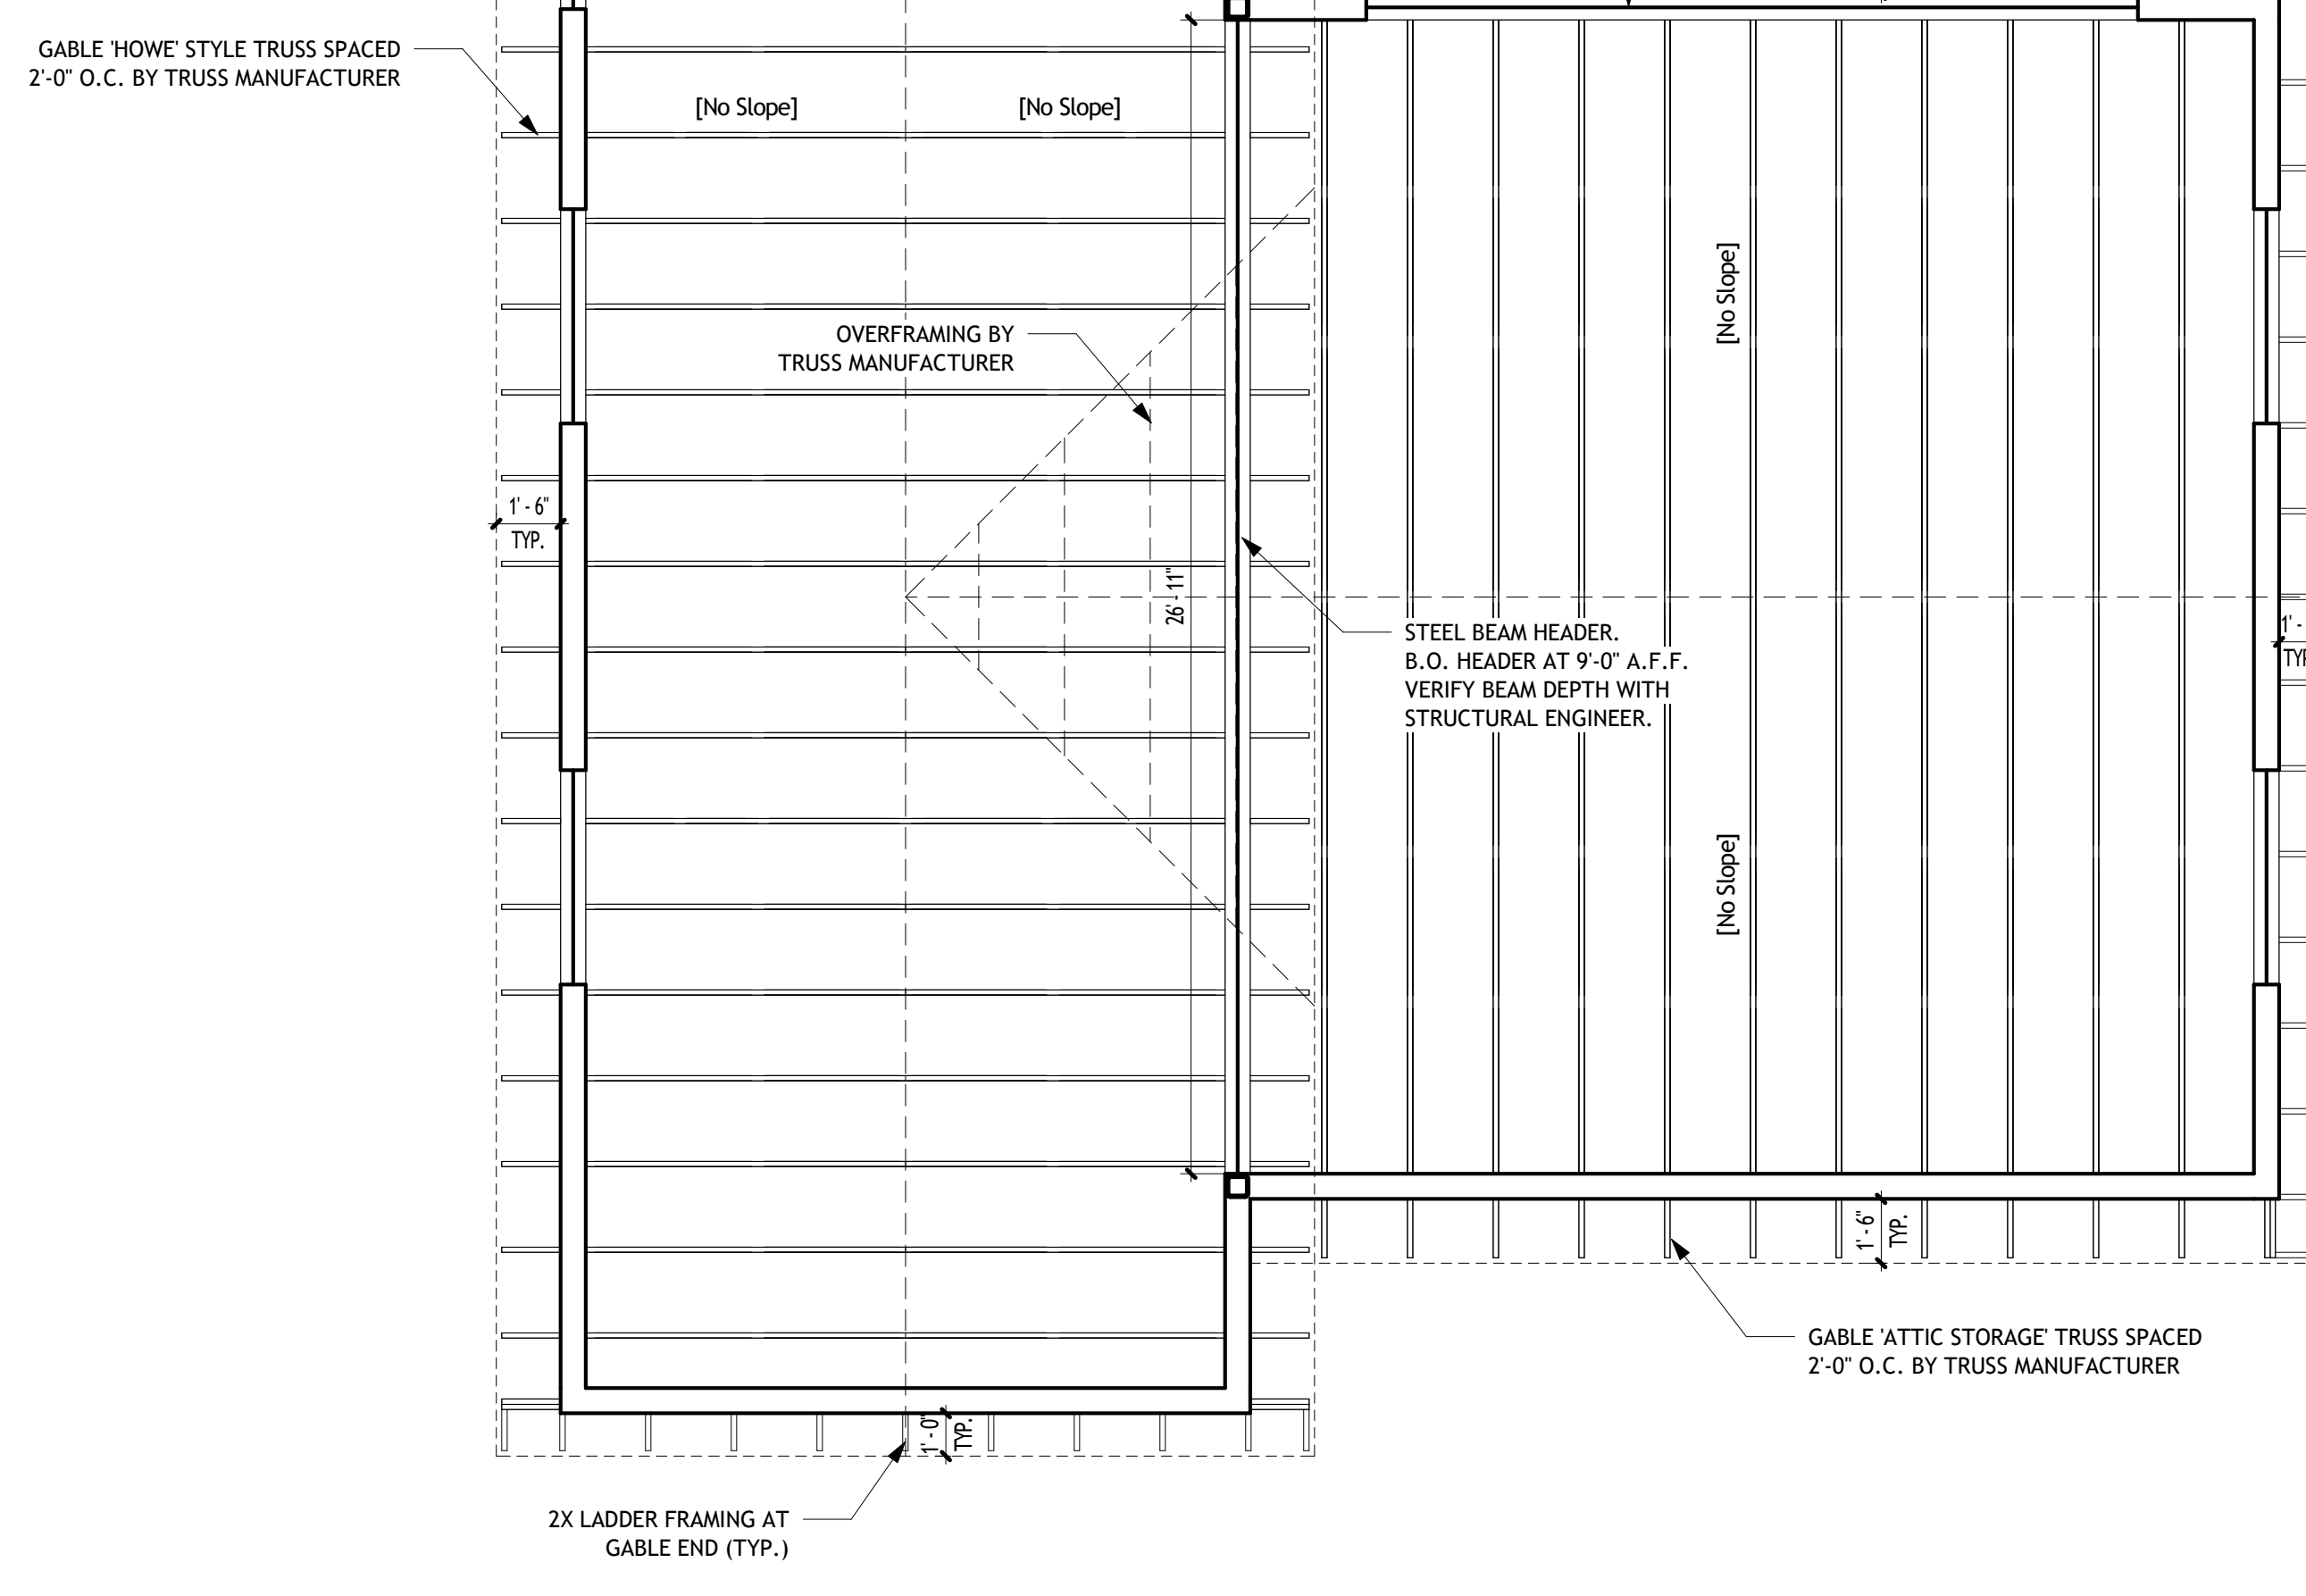 GABLE 'HOWE' STYLE TRUSS SPACED
2'-0" O.C. BY TRUSS MANUFACTURER
[No Slope]
[No Slope]
[No Slope]
OVERFRAMING BY
TRUSS MANUFACTURER
1' - 6"
TYP.
26' - 11"
STEEL BEAM HEADER.
B.O. HEADER AT 9'-0" A.F.F.
VERIFY BEAM DEPTH WITH
STRUCTURAL ENGINEER.
1' -
TYP
[No Slope]
1' - 6"
TYP.
GABLE 'ATTIC STORAGE' TRUSS SPACED
2'-0" O.C. BY TRUSS MANUFACTURER
1' - 0"
TYP.
2X LADDER FRAMING AT
GABLE END (TYP.)